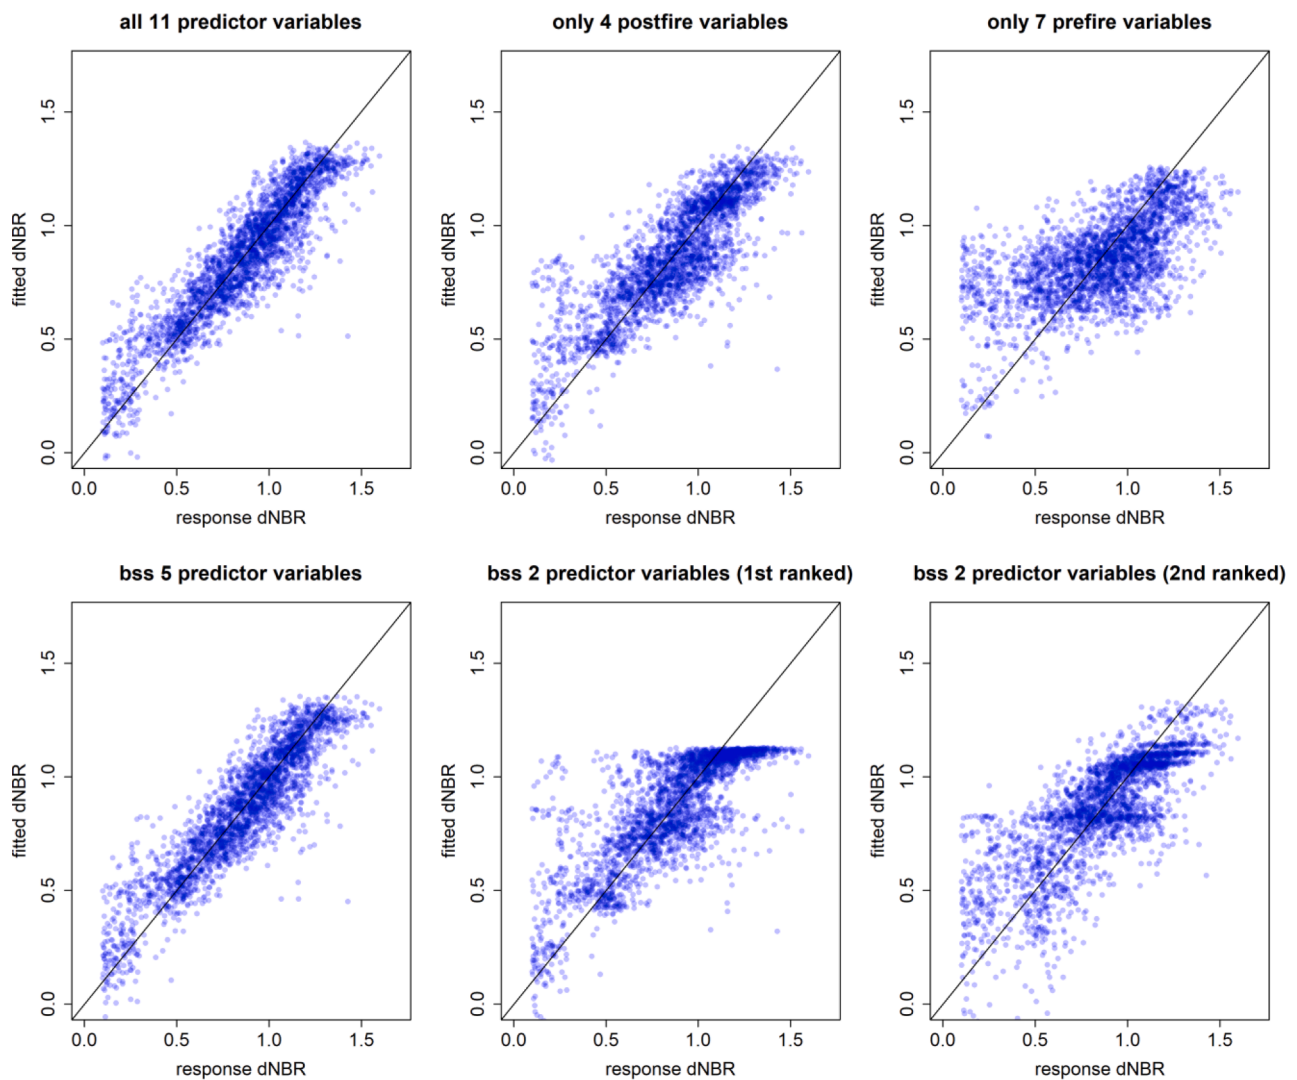 all 11 predictor variables
only 4 postfire variables
only 7 prefire variables
fitted dNBR
0.0 0.5 1.0 1.5
0.0 0.5 1.0 1.5
response dNBR
fitted dNBR
0.0 0.5 1.0 1.5
0.0 0.5 1.0 1.5
response dNBR
fitted dNBR
0.0 0.5 1.0 1.5
0.0 0.5 1.0 1.5
response dNBR
bss 5 predictor variables
bss 2 predictor variables (1st ranked)
bss 2 predictor variables (2nd ranked)
fitted dNBR
0.0 0.5 1.0 1.5
0.0 0.5 1.0 1.5
response dNBR
fitted dNBR
0.0 0.5 1.0 1.5
0.0 0.5 1.0 1.5
response dNBR
fitted dNBR
0.0 0.5 1.0 1.5
0.0 0.5 1.0 1.5
response dNBR